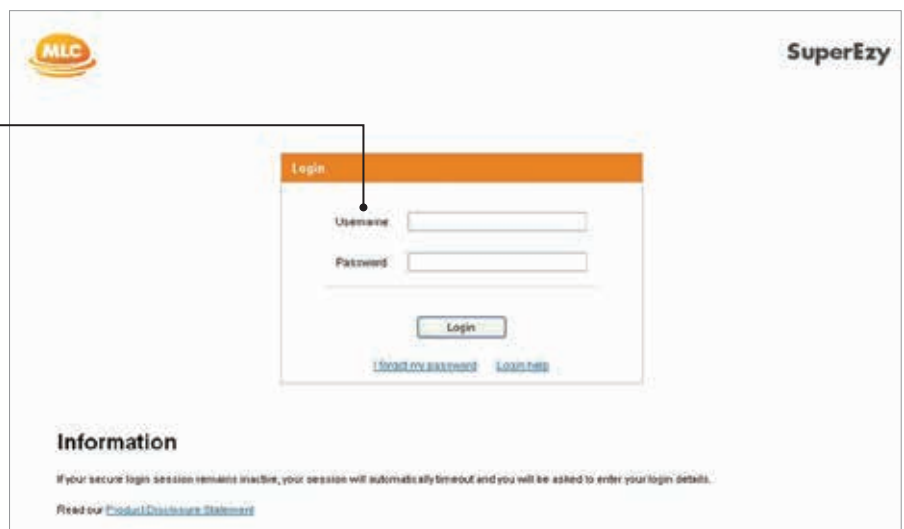 MLC
SuperEzy
Login
Username
Password
Login
I forgot my password Login help
Information
If your secure login session remains inactive, your session will automatically timeout and you will be asked to enter your login details.
Read our Product Disclosure Statement